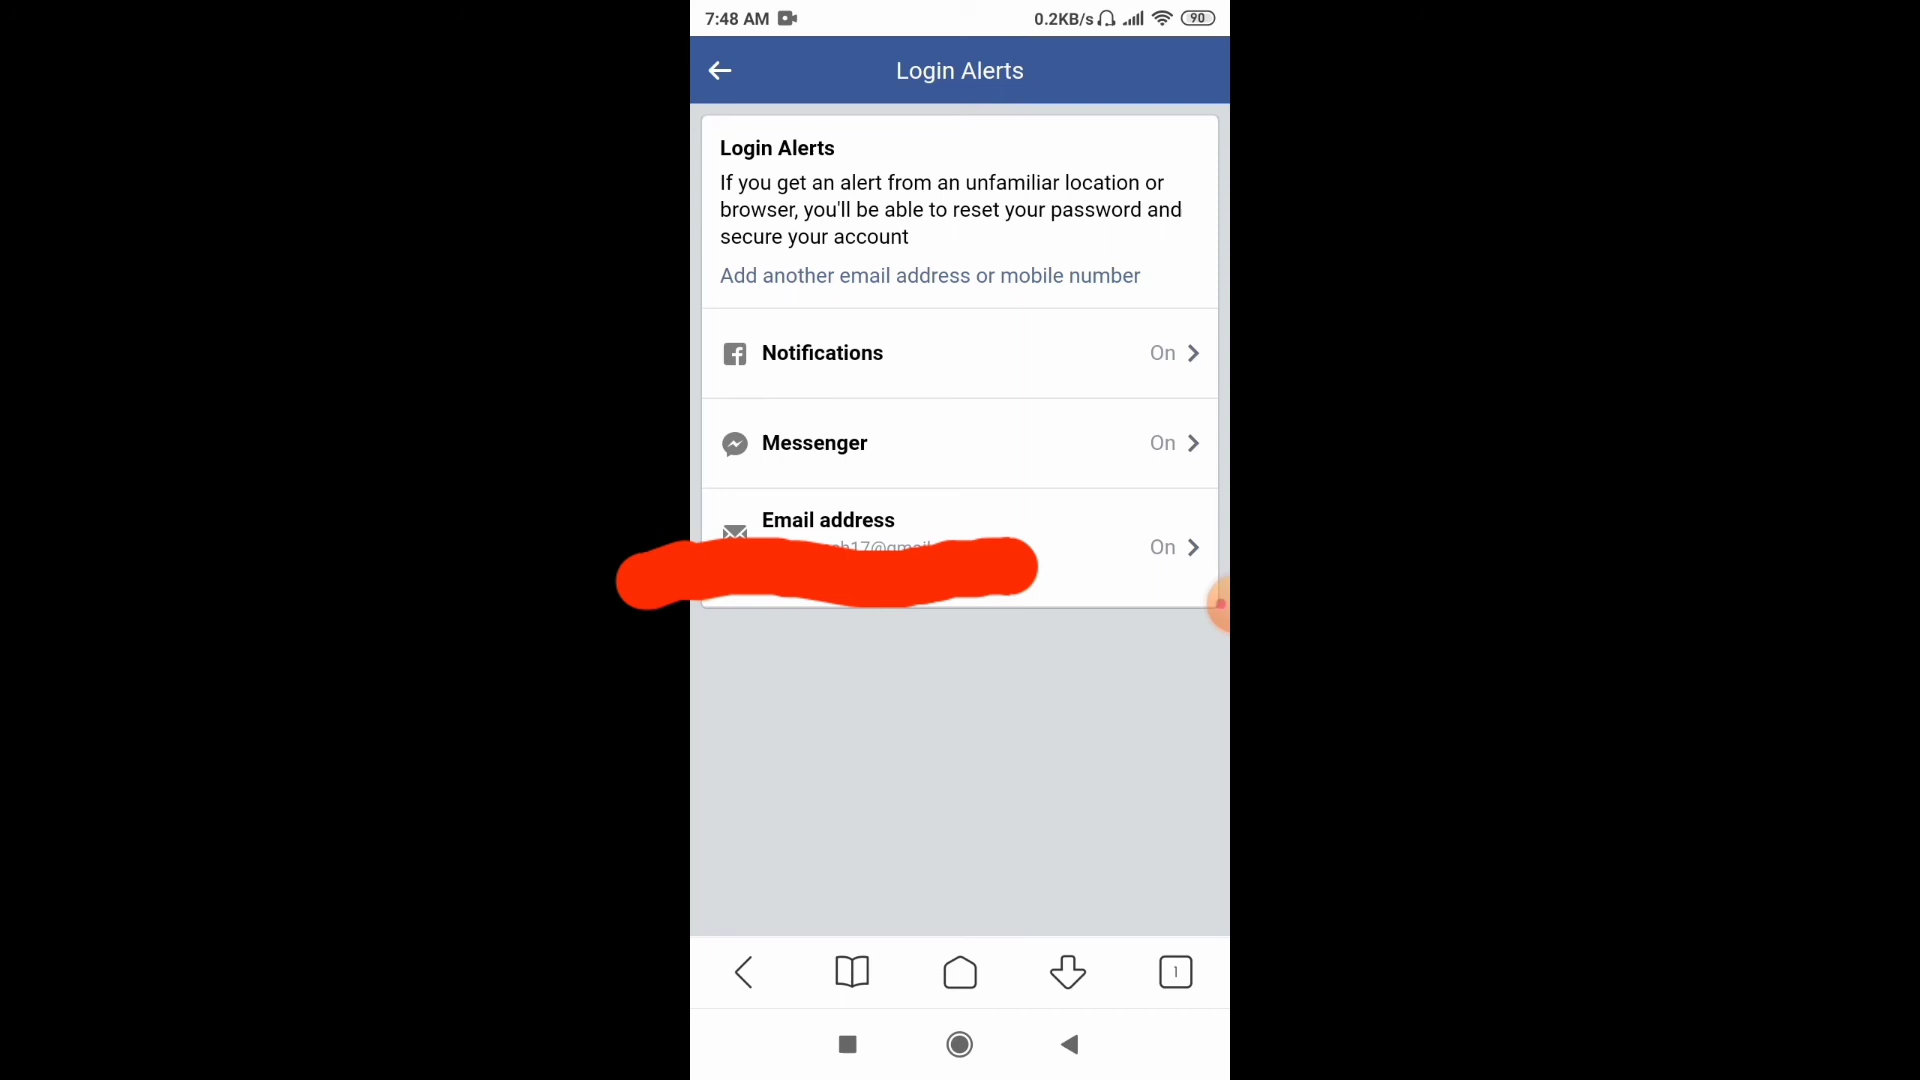 7:48 AM 0.2KB/s 90
Login Alerts
Login Alerts
If you get an alert from an unfamiliar location or
browser, you'll be able to reset your password and
secure your account
Add another email address or mobile number
Notifications On
Messenger On
Email address
On
1